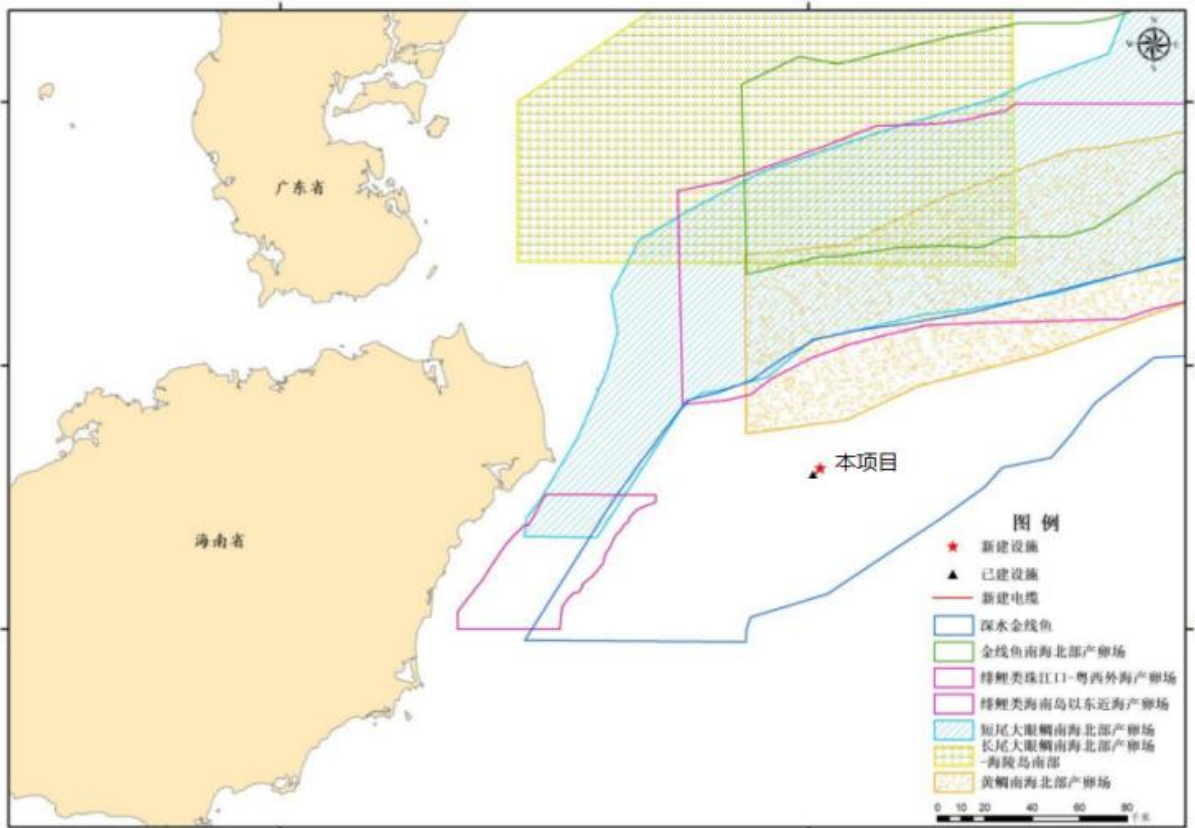 N
W
E
S
广东省
海南省
本项目
图 例
新建设施
已建设施
新建电缆
深水金线鱼
金线鱼南海北部产卵场
绯鲤类珠江口-粤西外海产卵场
绯鲤类海南岛以东近海产卵场
短尾大眼鲷南海北部产卵场
长尾大眼鲷南海北部产卵场
-海陵岛南部
黄鲷南海北部产卵场
0 10 20 40 60 80
千米